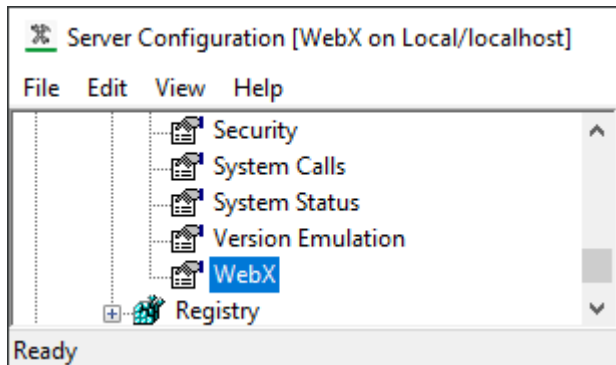 Server Configuration [WebX on Local/localhost]
File Edit View Help
Security
System Calls
System Status
Version Emulation
WebX
Registry
Ready